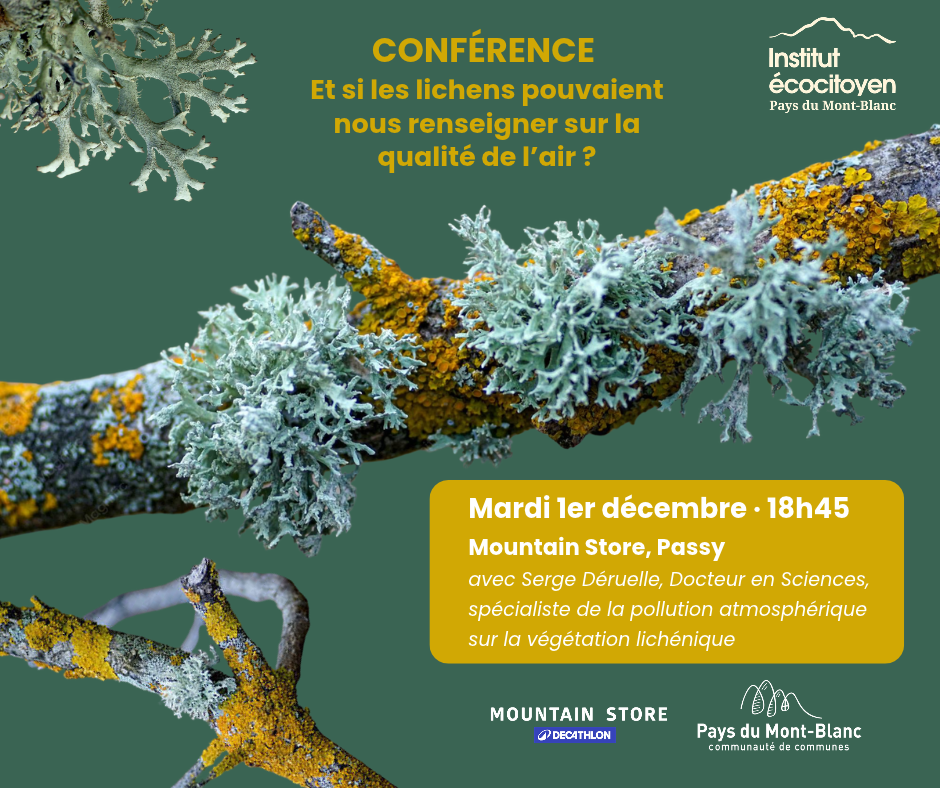 CONFÉRENCE
Et si les lichens pouvaient
nous renseigner sur la
qualité de l'air ?
Institut
écocitoyen
Pays du Mont-Blanc
Mardi 1er décembre · 18h45
Mountain Store, Passy
avec Serge Déruelle, Docteur en Sciences,
spécialiste de la pollution atmosphérique
sur la végétation lichénique
MOUNTAIN STORE
DECATHLON
Pays du Mont-Blanc
communauté de communes